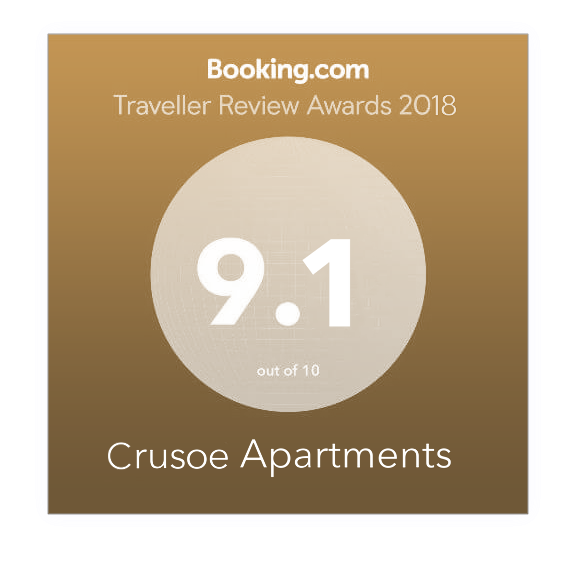 Booking.com
Traveller Review Awards 2018
9.1
out of 10
Crusoe Apartments